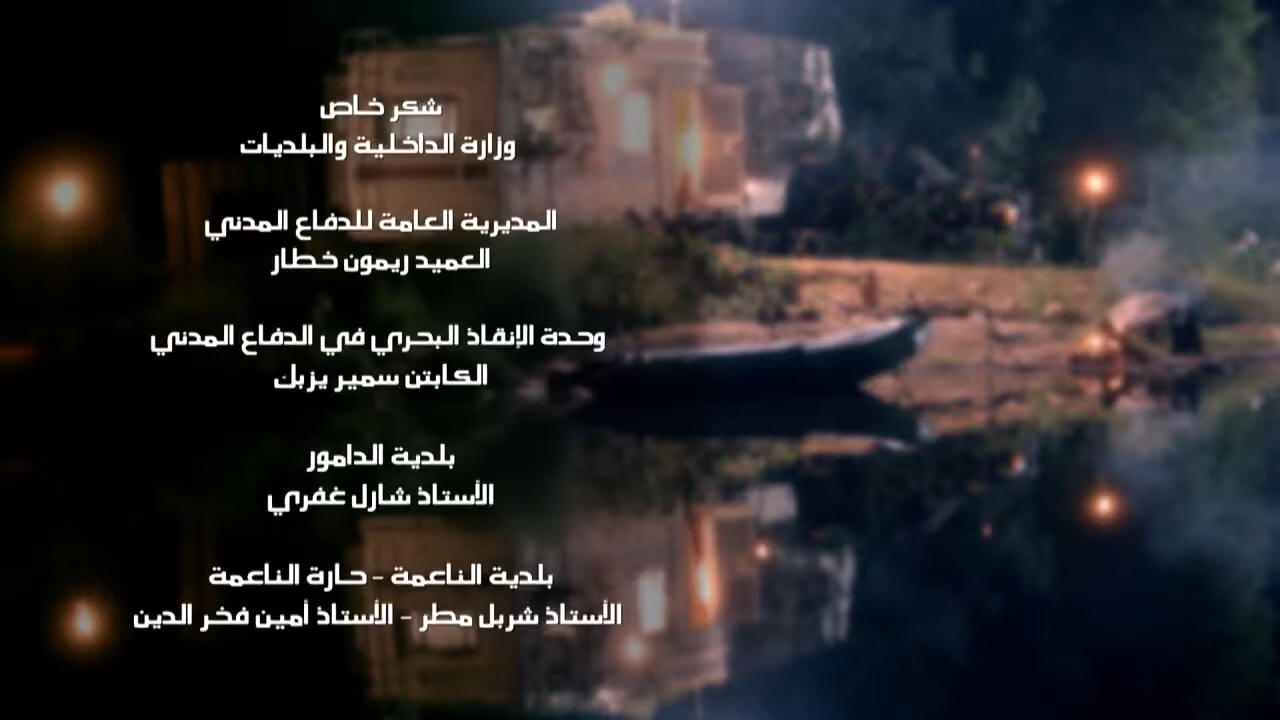 شكر خاص
وزارة الداخلية والبلديات
المديرية العامة للدفاع المدني
العميد ريمون خطار
وحدة الإنقاذ البحري في الدفاع المدني
الكابتن سمير يزبك
بلدية الدامور
الأستاذ شارل غفري
بلدية الناعمة - حارة الناعمة
الأستاذ شربل مطر - الأستاذ أمين فخر الدين